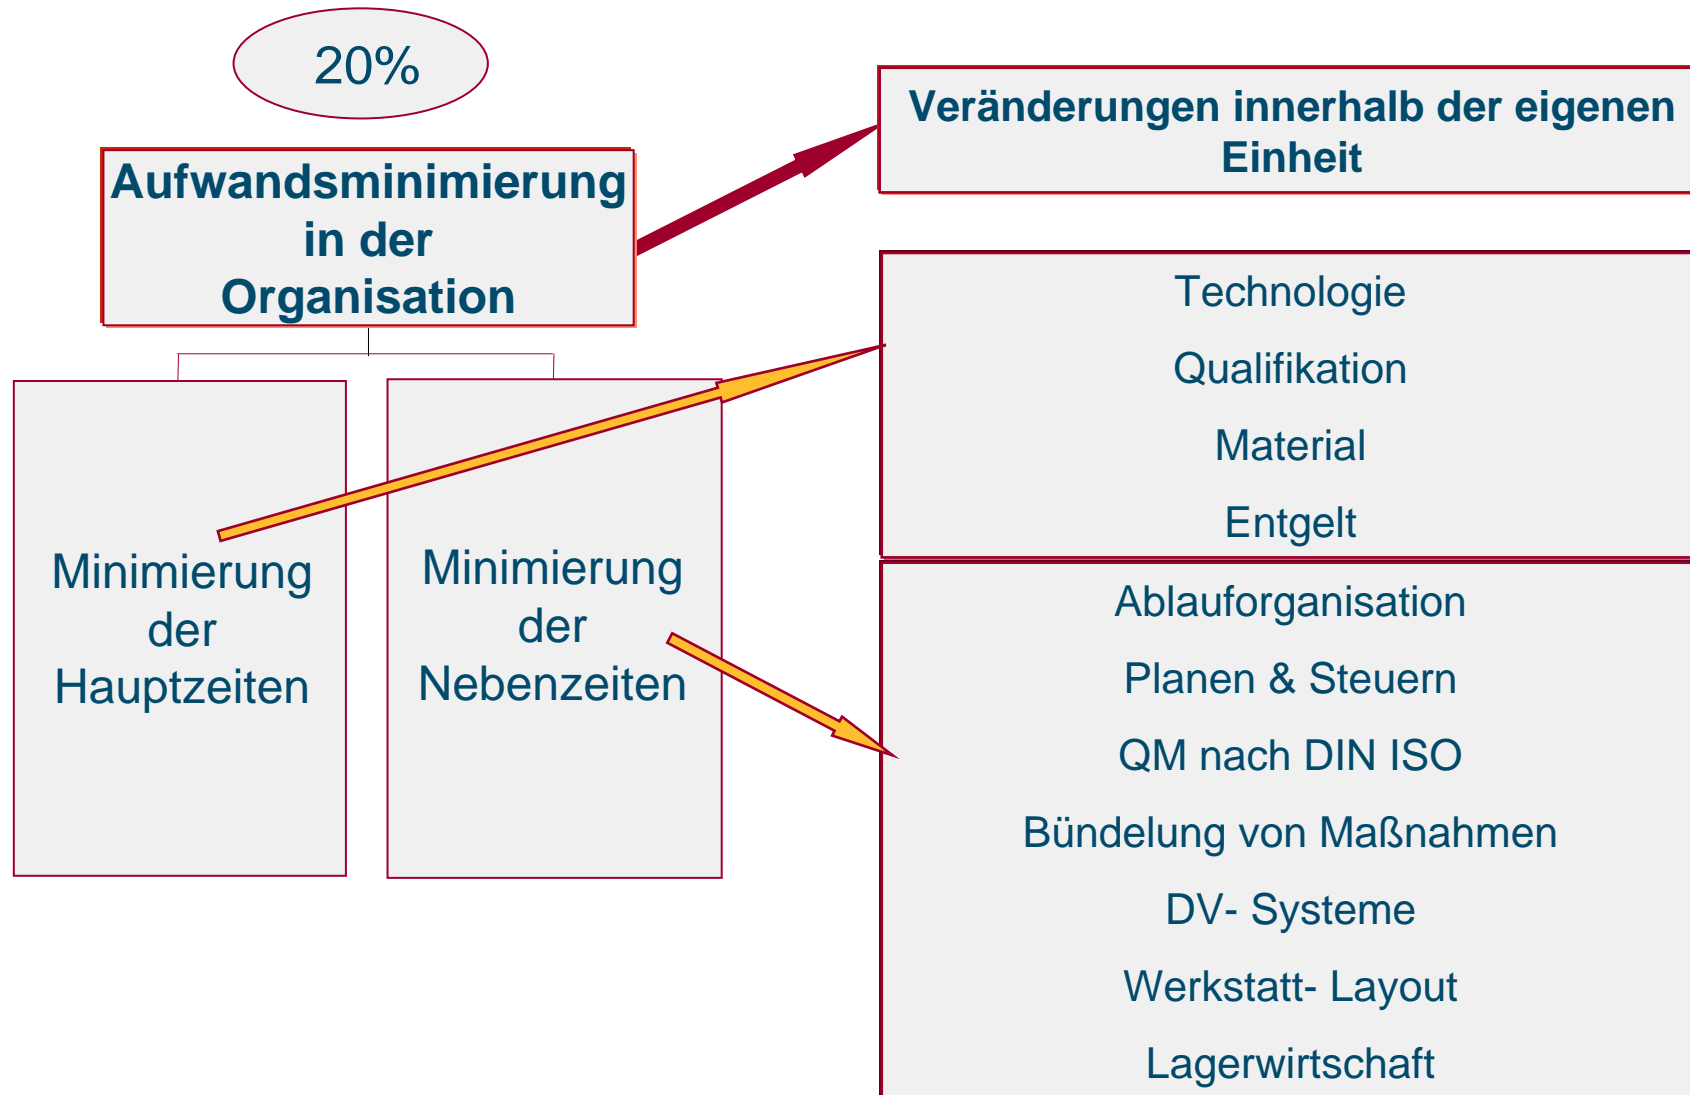 20%
Aufwandsminimierung
in der
Organisation
Minimierung
der
Hauptzeiten
Minimierung
der
Nebenzeiten
Veränderungen innerhalb der eigenen
Einheit
Technologie
Qualifikation
Material
Entgelt
Ablauforganisation
Planen & Steuern
QM nach DIN ISO
Bündelung von Maßnahmen
DV- Systeme
Werkstatt- Layout
Lagerwirtschaft